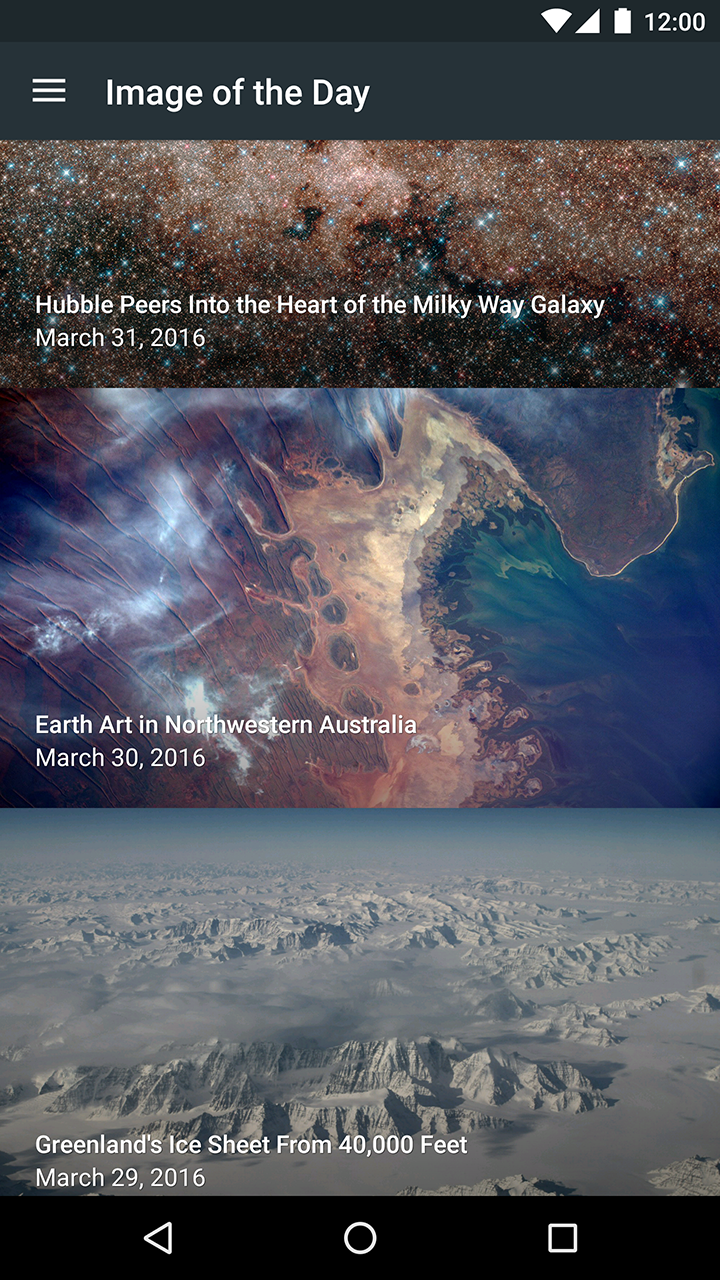 12:00
Image of the Day
Hubble Peers Into the Heart of the Milky Way Galaxy
March 31, 2016
Earth Art in Northwestern Australia
March 30, 2016
Greenland's Ice Sheet From 40,000 Feet
March 29, 2016